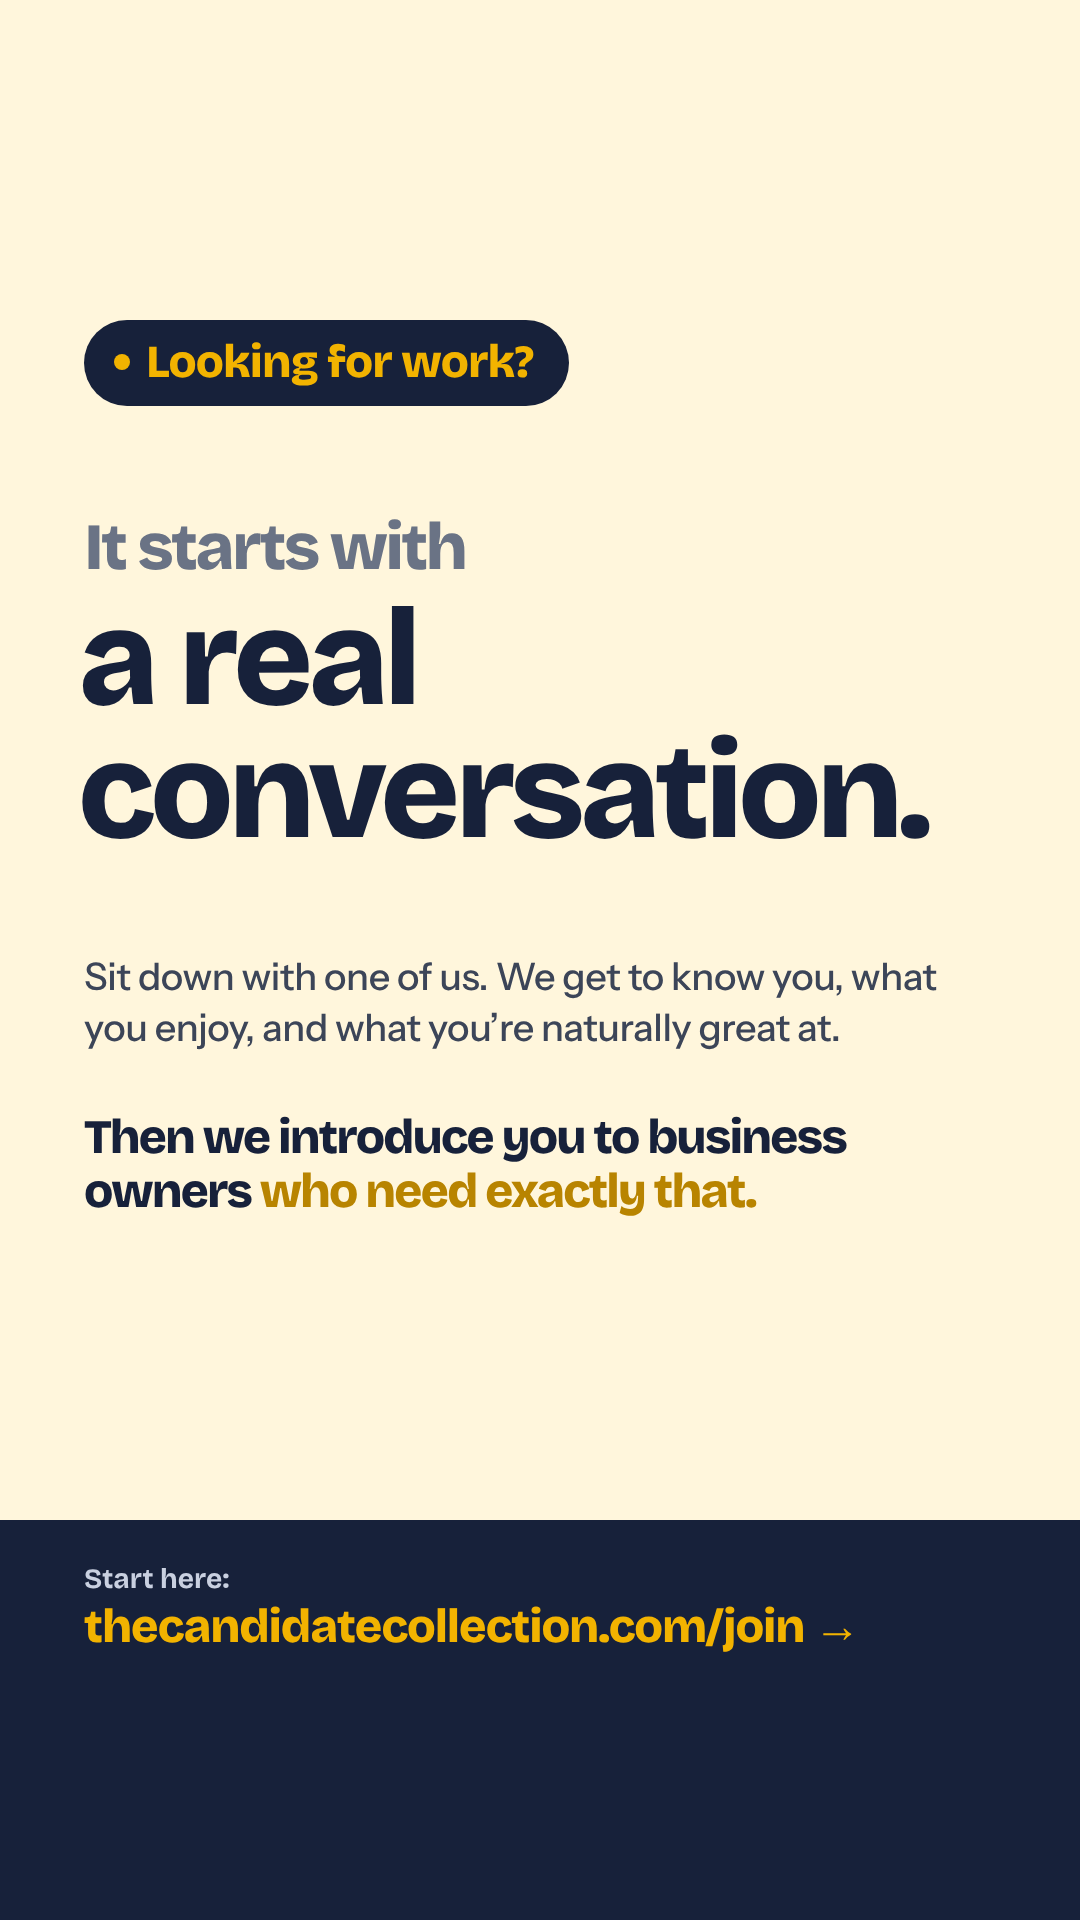 Looking for work?
It starts with
a real
conversation.
Sit down with one of us. We get to know you, what
you enjoy, and what you’re naturally great at.
Then we introduce you to business
owners who need exactly that.
Start here:
thecandidatecollection.com/join →